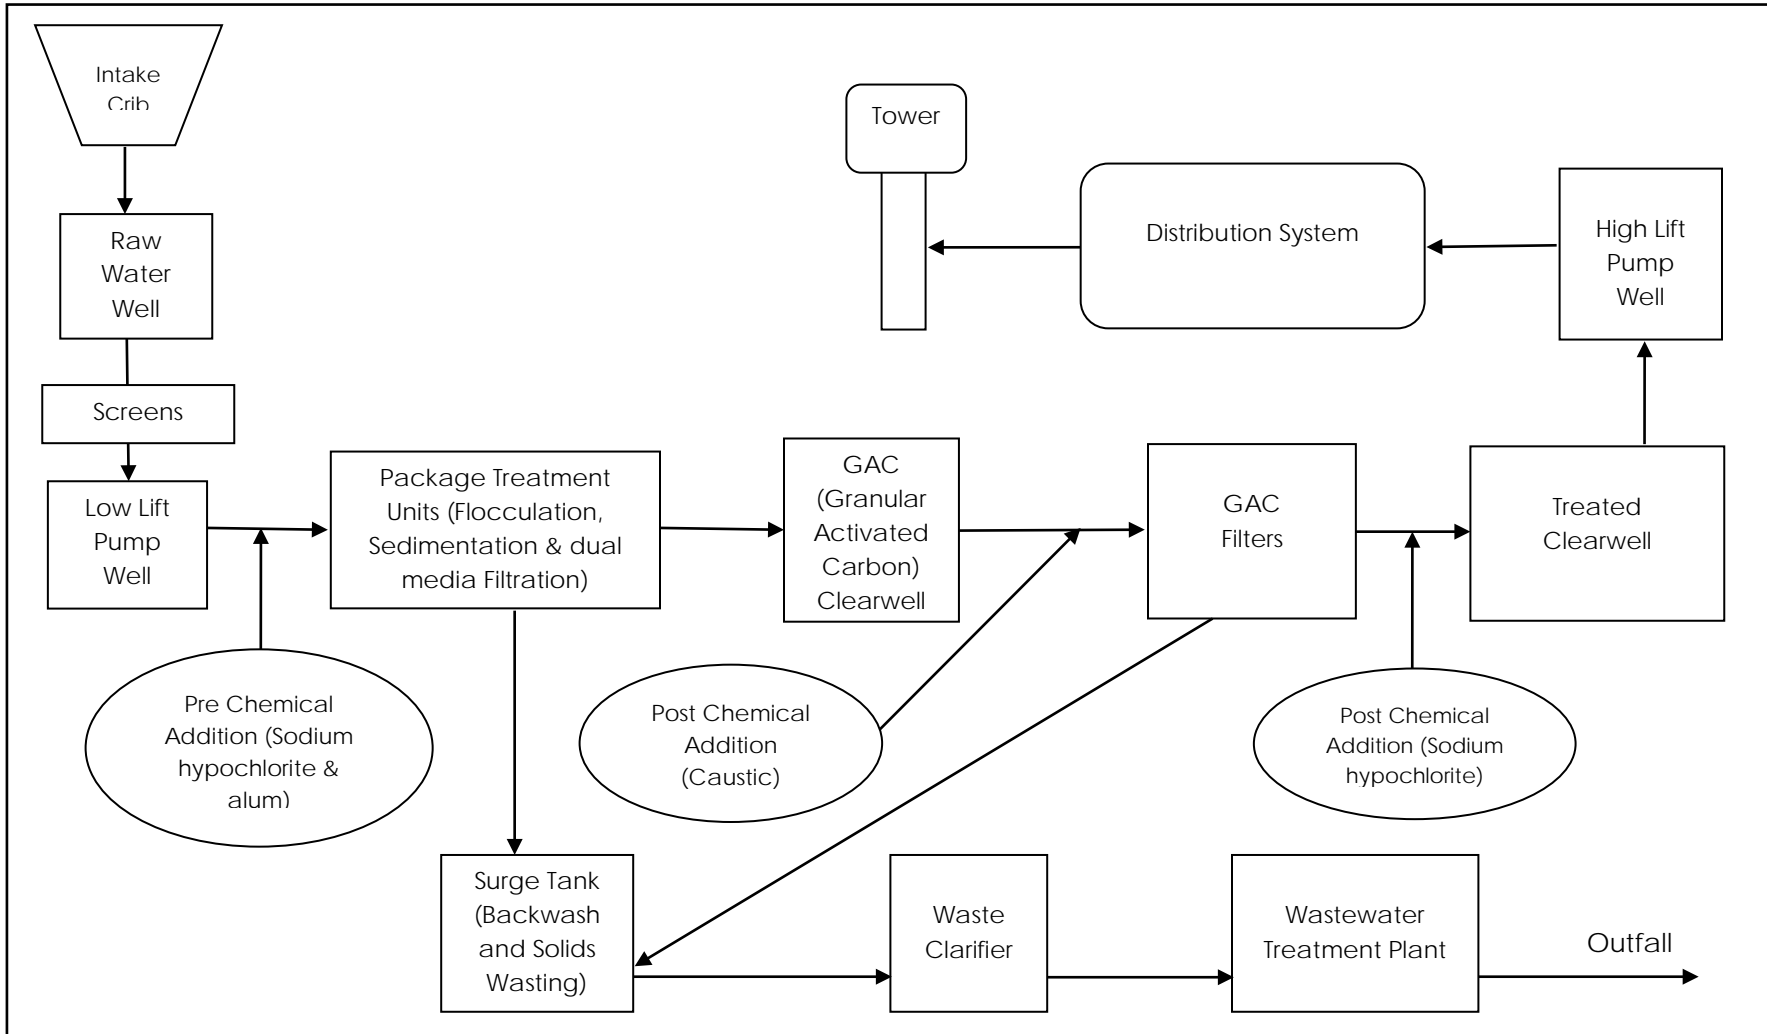 Intake
Crib
Raw
Water
Well
Screens
Low Lift
Pump
Well
Pre Chemical
Addition (Sodium
hypochlorite &
alum)
Package Treatment
Units (Flocculation,
Sedimentation & dual
media Filtration)
GAC
(Granular
Activated
Carbon)
Clearwell
Post Chemical
Addition
(Caustic)
GAC
Filters
Post Chemical
Addition (Sodium
hypochlorite)
Treated
Clearwell
High Lift
Pump
Well
Distribution System
Tower
Surge Tank
(Backwash
and Solids
Wasting)
Waste
Clarifier
Wastewater
Treatment Plant
Outfall